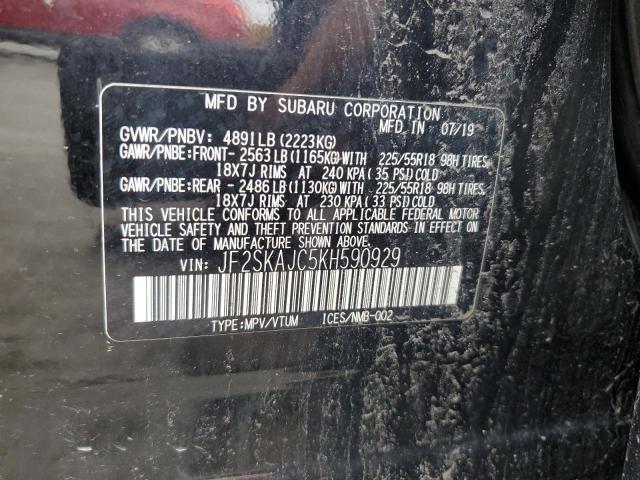 MFD BY SUBARU CORPORATION
MFD IN 07/19
GVWR/PNBV: 4891LB (2223KG)
GAWR/PNBE:FRONT- 2563LB(1165KG)WITH 225/55R18 98H TIRES,
18X7J RIMS AT 240 KPA( 35 PSI)COLD
GAWR/PNBE:REAR - 2486LB(1130KG)WITH 225/55R18 98H TIRES,
18X7J RIMS AT 230 KPA( 33 PSI)COLD
THIS VEHICLE CONFORMS TO ALL APPLICABLE FEDERAL MOTOR
VEHICLE SAFETY AND THEFT PREVENTION STANDARDS IN EFFECT ON
THE DATE OF MANUFACTURE SHOWN ABOVE.
VIN: JF2SKAJC5KH590929
TYPE:MPV/VTUM ICES/NMB-002